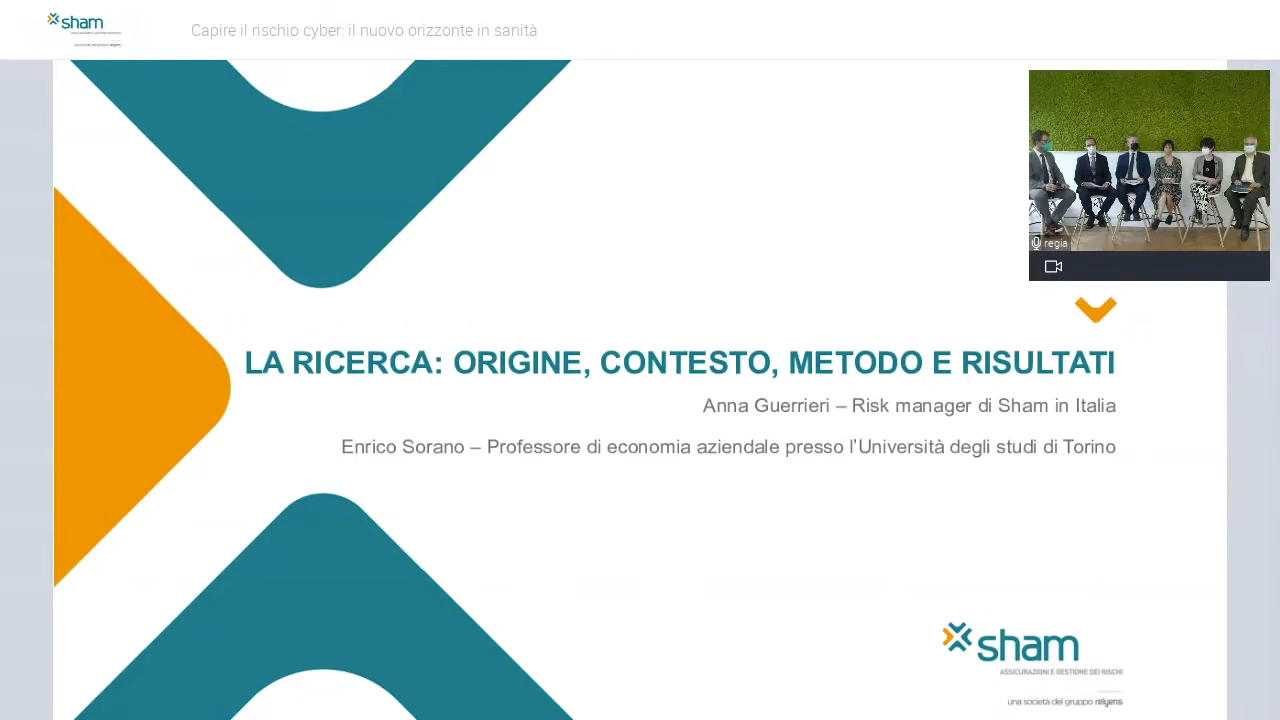 sham
Capire il rischio cyber: il nuovo orizzonte in sanità
regia
LA RICERCA: ORIGINE, CONTESTO, METODO E RISULTATI
Anna Guerrieri – Risk manager di Sham in Italia
Enrico Sorano – Professore di economia aziendale presso l'Università degli studi di Torino
sham
ASSICURAZIONI E GESTIONE DEI RISCHI
una società del gruppo relyens